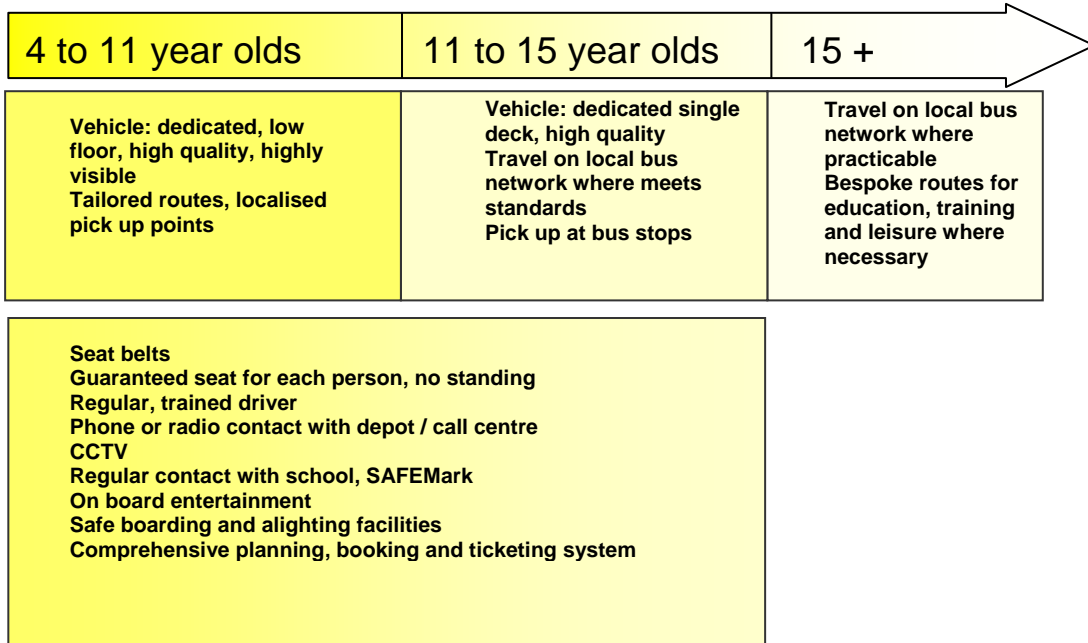 4 to 11 year olds
11 to 15 year olds
15 +
Vehicle: dedicated, low
floor, high quality, highly
visible
Tailored routes, localised
pick up points
Vehicle: dedicated single
deck, high quality
Travel on local bus
network where meets
standards
Pick up at bus stops
Travel on local bus
network where
practicable
Bespoke routes for
education, training
and leisure where
necessary
Seat belts
Guaranteed seat for each person, no standing
Regular, trained driver
Phone or radio contact with depot / call centre
CCTV
Regular contact with school, SAFEMark
On board entertainment
Safe boarding and alighting facilities
Comprehensive planning, booking and ticketing system